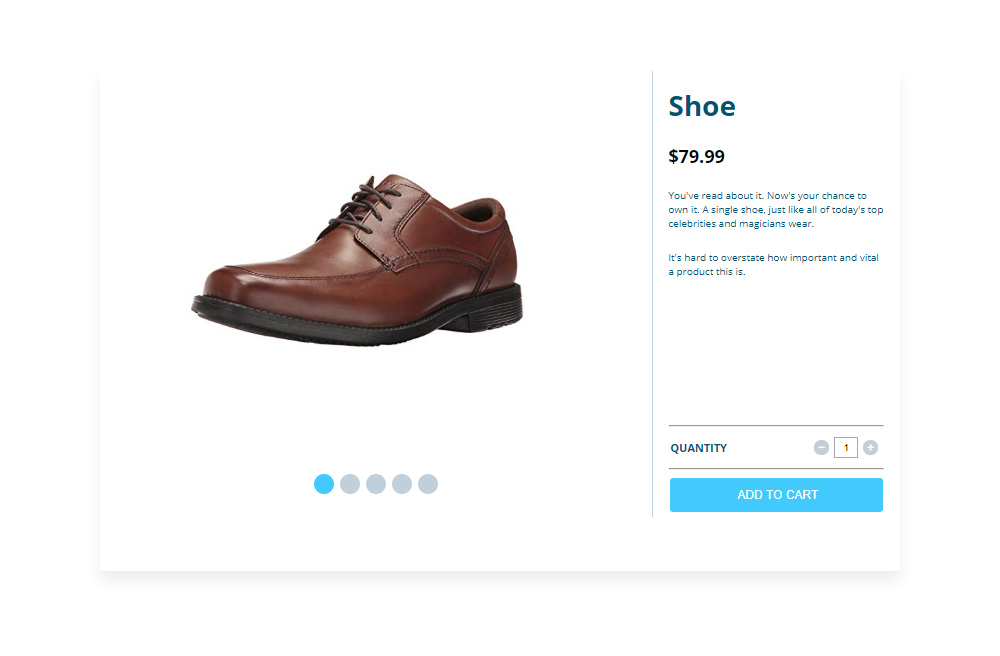 Shoe
$79.99
You've read about it. Now's your chance to
own it. A single shoe, just like all of today's top
celebrities and magicians wear.
It's hard to overstate how important and vital
a product this is.
QUANTITY − 1 +
ADD TO CART